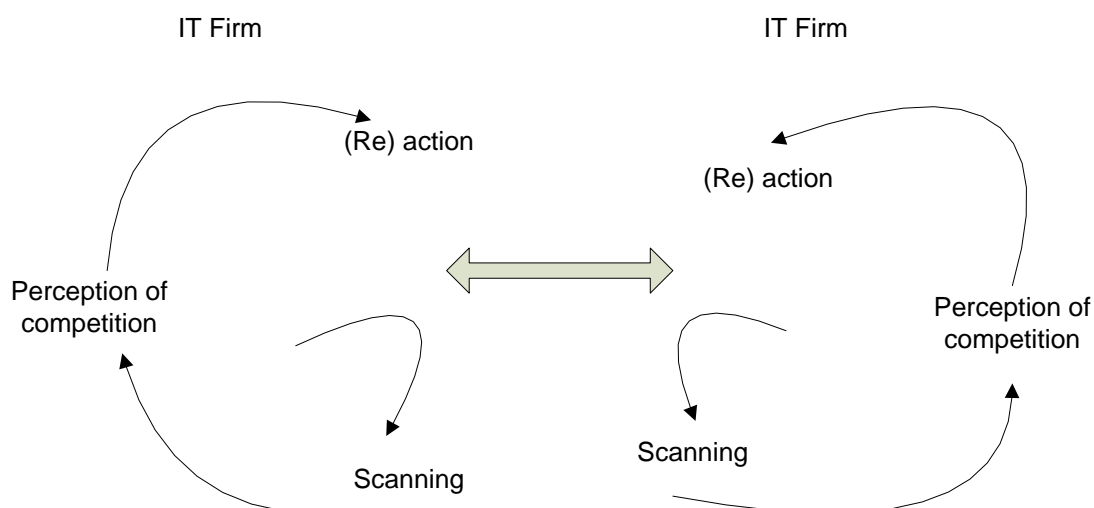 IT Firm
IT Firm
(Re) action
(Re) action
Perception of
competition
Perception of
competition
Scanning
Scanning